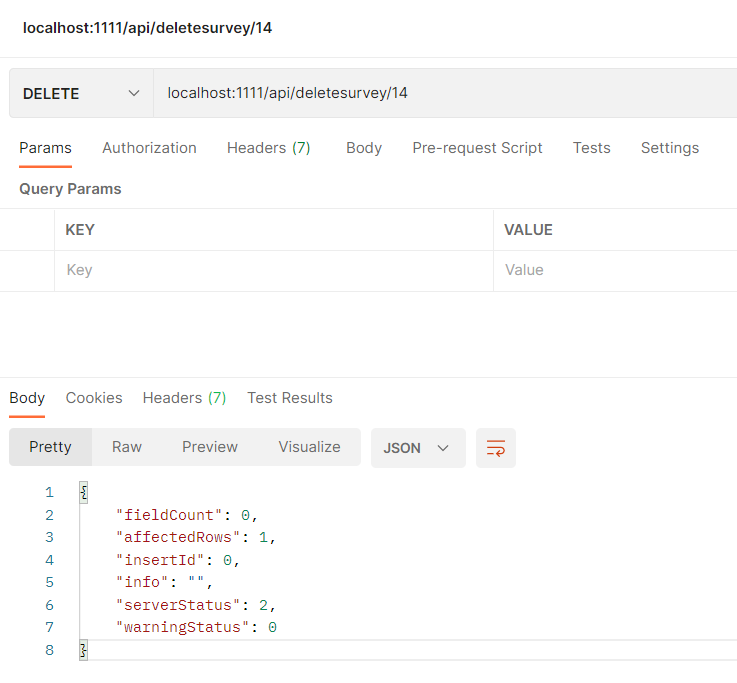 localhost:1111/api/deletesurvey/14
DELETE localhost:1111/api/deletesurvey/14
Params Authorization Headers (7) Body Pre-request Script Tests Settings
Query Params
KEY VALUE
Key Value
Body Cookies Headers (7) Test Results
Pretty Raw Preview Visualize JSON
1 {
2 "fieldCount": 0,
3 "affectedRows": 1,
4 "insertId": 0,
5 "info": "",
6 "serverStatus": 2,
7 "warningStatus": 0
8 }